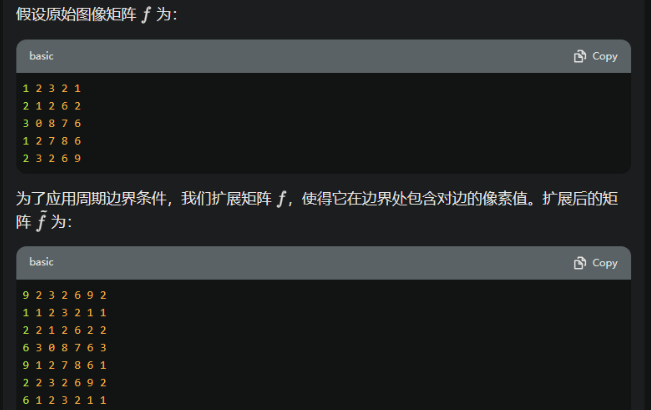 假设原始图像矩阵 f 为：
basic
Copy
1 2 3 2 1
2 1 2 6 2
3 0 8 7 6
1 2 7 8 6
2 3 2 6 9
为了应用周期边界条件，我们扩展矩阵 f，使得它在边界处包含对边的像素值。扩展后的矩
阵 f̃ 为：
basic
Copy
9 2 3 2 6 9 2
1 1 2 3 2 1 1
2 2 1 2 6 2 2
6 3 0 8 7 6 3
9 1 2 7 8 6 1
2 2 3 2 6 9 2
6 1 2 3 2 1 1